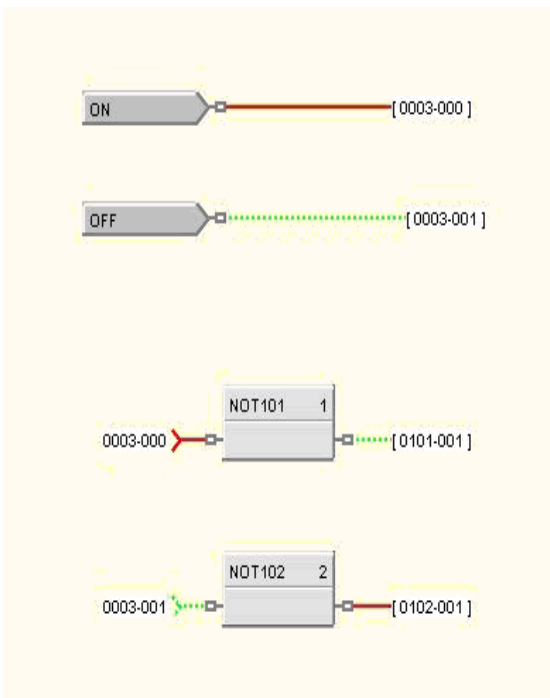 ON [ 0003-000 ]
OFF [ 0003-001 ]
NOT101 1
0003-000 [ 0101-001 ]
NOT102 2
0003-001 [ 0102-001 ]